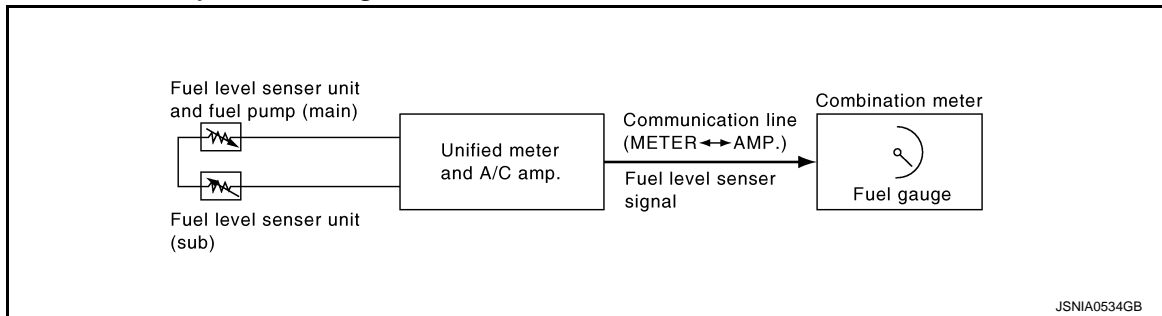 Fuel level senser unit
and fuel pump (main)
Fuel level senser unit
(sub)
Unified meter
and A/C amp.
Communication line
(METER↔AMP.)
Fuel level senser
signal
Combination meter
Fuel gauge
JSNIA0534GB